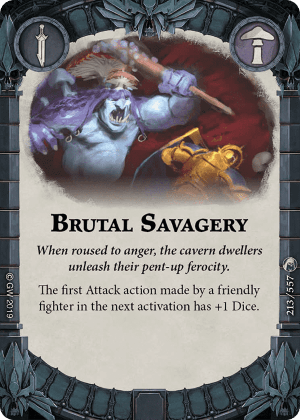 BRUTAL SAVAGERY
When roused to anger, the cavern dwellers
unleash their pent-up ferocity.
The first Attack action made by a friendly
fighter in the next activation has +1 Dice.
© GW 2019
213/557